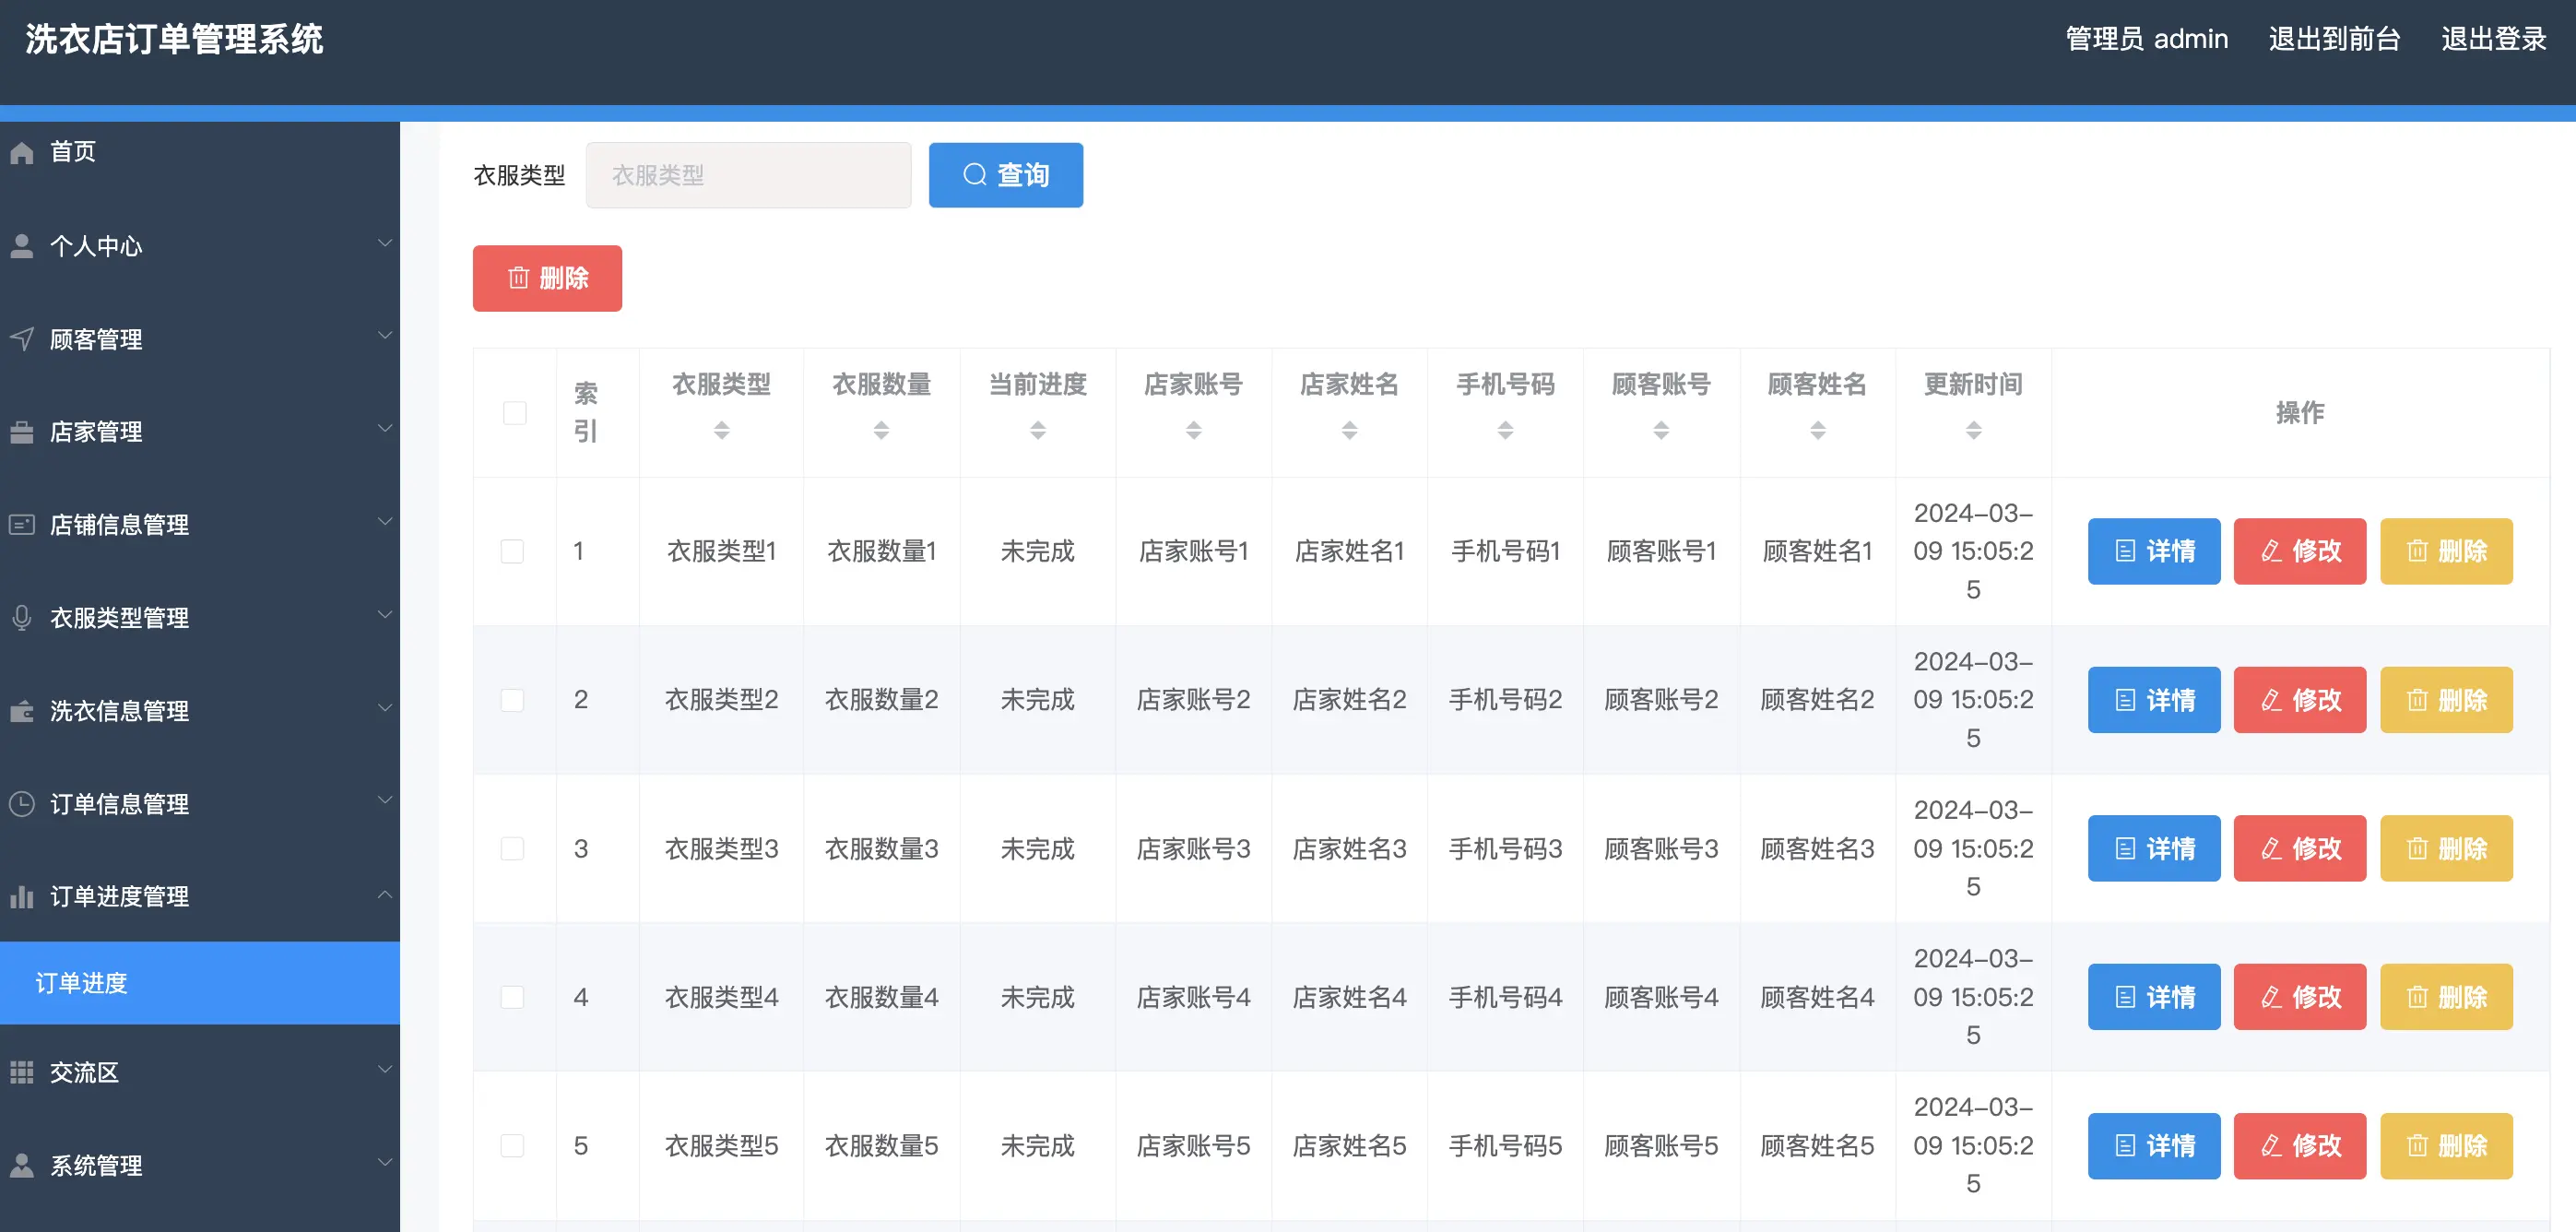 洗衣店订单管理系统
管理员 admin 退出到前台 退出登录
首页
个人中心
顾客管理
店家管理
店铺信息管理
衣服类型管理
洗衣信息管理
订单信息管理
订单进度管理
订单进度
交流区
系统管理
衣服类型 衣服类型 查询
删除
索引 衣服类型 衣服数量 当前进度 店家账号 店家姓名 手机号码 顾客账号 顾客姓名 更新时间 操作
1 衣服类型1 衣服数量1 未完成 店家账号1 店家姓名1 手机号码1 顾客账号1 顾客姓名1 2024-03-09 15:05:25 详情 修改 删除
2 衣服类型2 衣服数量2 未完成 店家账号2 店家姓名2 手机号码2 顾客账号2 顾客姓名2 2024-03-09 15:05:25 详情 修改 删除
3 衣服类型3 衣服数量3 未完成 店家账号3 店家姓名3 手机号码3 顾客账号3 顾客姓名3 2024-03-09 15:05:25 详情 修改 删除
4 衣服类型4 衣服数量4 未完成 店家账号4 店家姓名4 手机号码4 顾客账号4 顾客姓名4 2024-03-09 15:05:25 详情 修改 删除
5 衣服类型5 衣服数量5 未完成 店家账号5 店家姓名5 手机号码5 顾客账号5 顾客姓名5 2024-03-09 15:05:25 详情 修改 删除